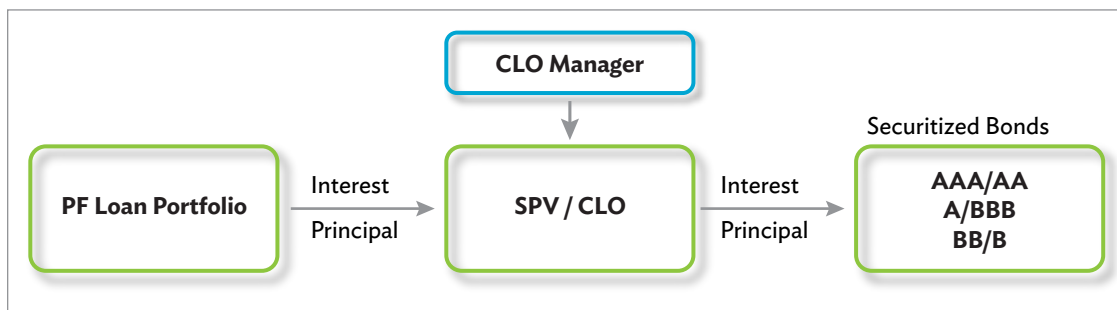 CLO Manager
Securitized Bonds
PF Loan Portfolio
Interest
Principal
SPV / CLO
Interest
Principal
AAA/AA
A/BBB
BB/B